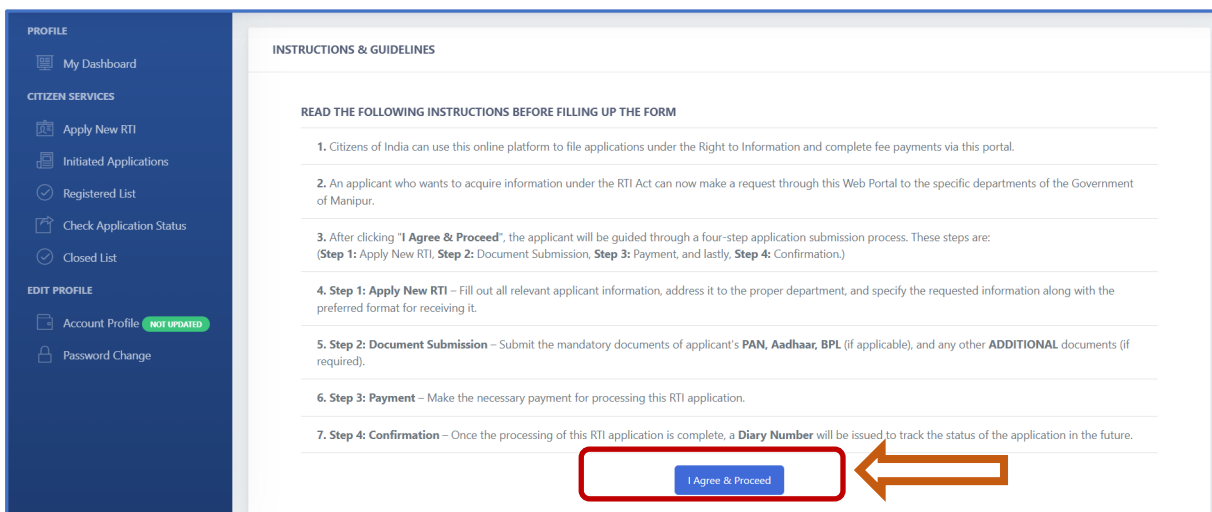 PROFILE
My Dashboard
CITIZEN SERVICES
Apply New RTI
Initiated Applications
Registered List
Check Application Status
Closed List
EDIT PROFILE
Account Profile NOT UPDATED
Password Change
INSTRUCTIONS & GUIDELINES
READ THE FOLLOWING INSTRUCTIONS BEFORE FILLING UP THE FORM
1. Citizens of India can use this online platform to file applications under the Right to Information and complete fee payments via this portal.
2. An applicant who wants to acquire information under the RTI Act can now make a request through this Web Portal to the specific departments of the Government
of Manipur.
3. After clicking "I Agree & Proceed", the applicant will be guided through a four-step application submission process. These steps are:
(Step 1: Apply New RTI, Step 2: Document Submission, Step 3: Payment, and lastly, Step 4: Confirmation.)
4. Step 1: Apply New RTI – Fill out all relevant applicant information, address it to the proper department, and specify the requested information along with the
preferred format for receiving it.
5. Step 2: Document Submission – Submit the mandatory documents of applicant's PAN, Aadhaar, BPL (if applicable), and any other ADDITIONAL documents (if
required).
6. Step 3: Payment – Make the necessary payment for processing this RTI application.
7. Step 4: Confirmation – Once the processing of this RTI application is complete, a Diary Number will be issued to track the status of the application in the future.
I Agree & Proceed